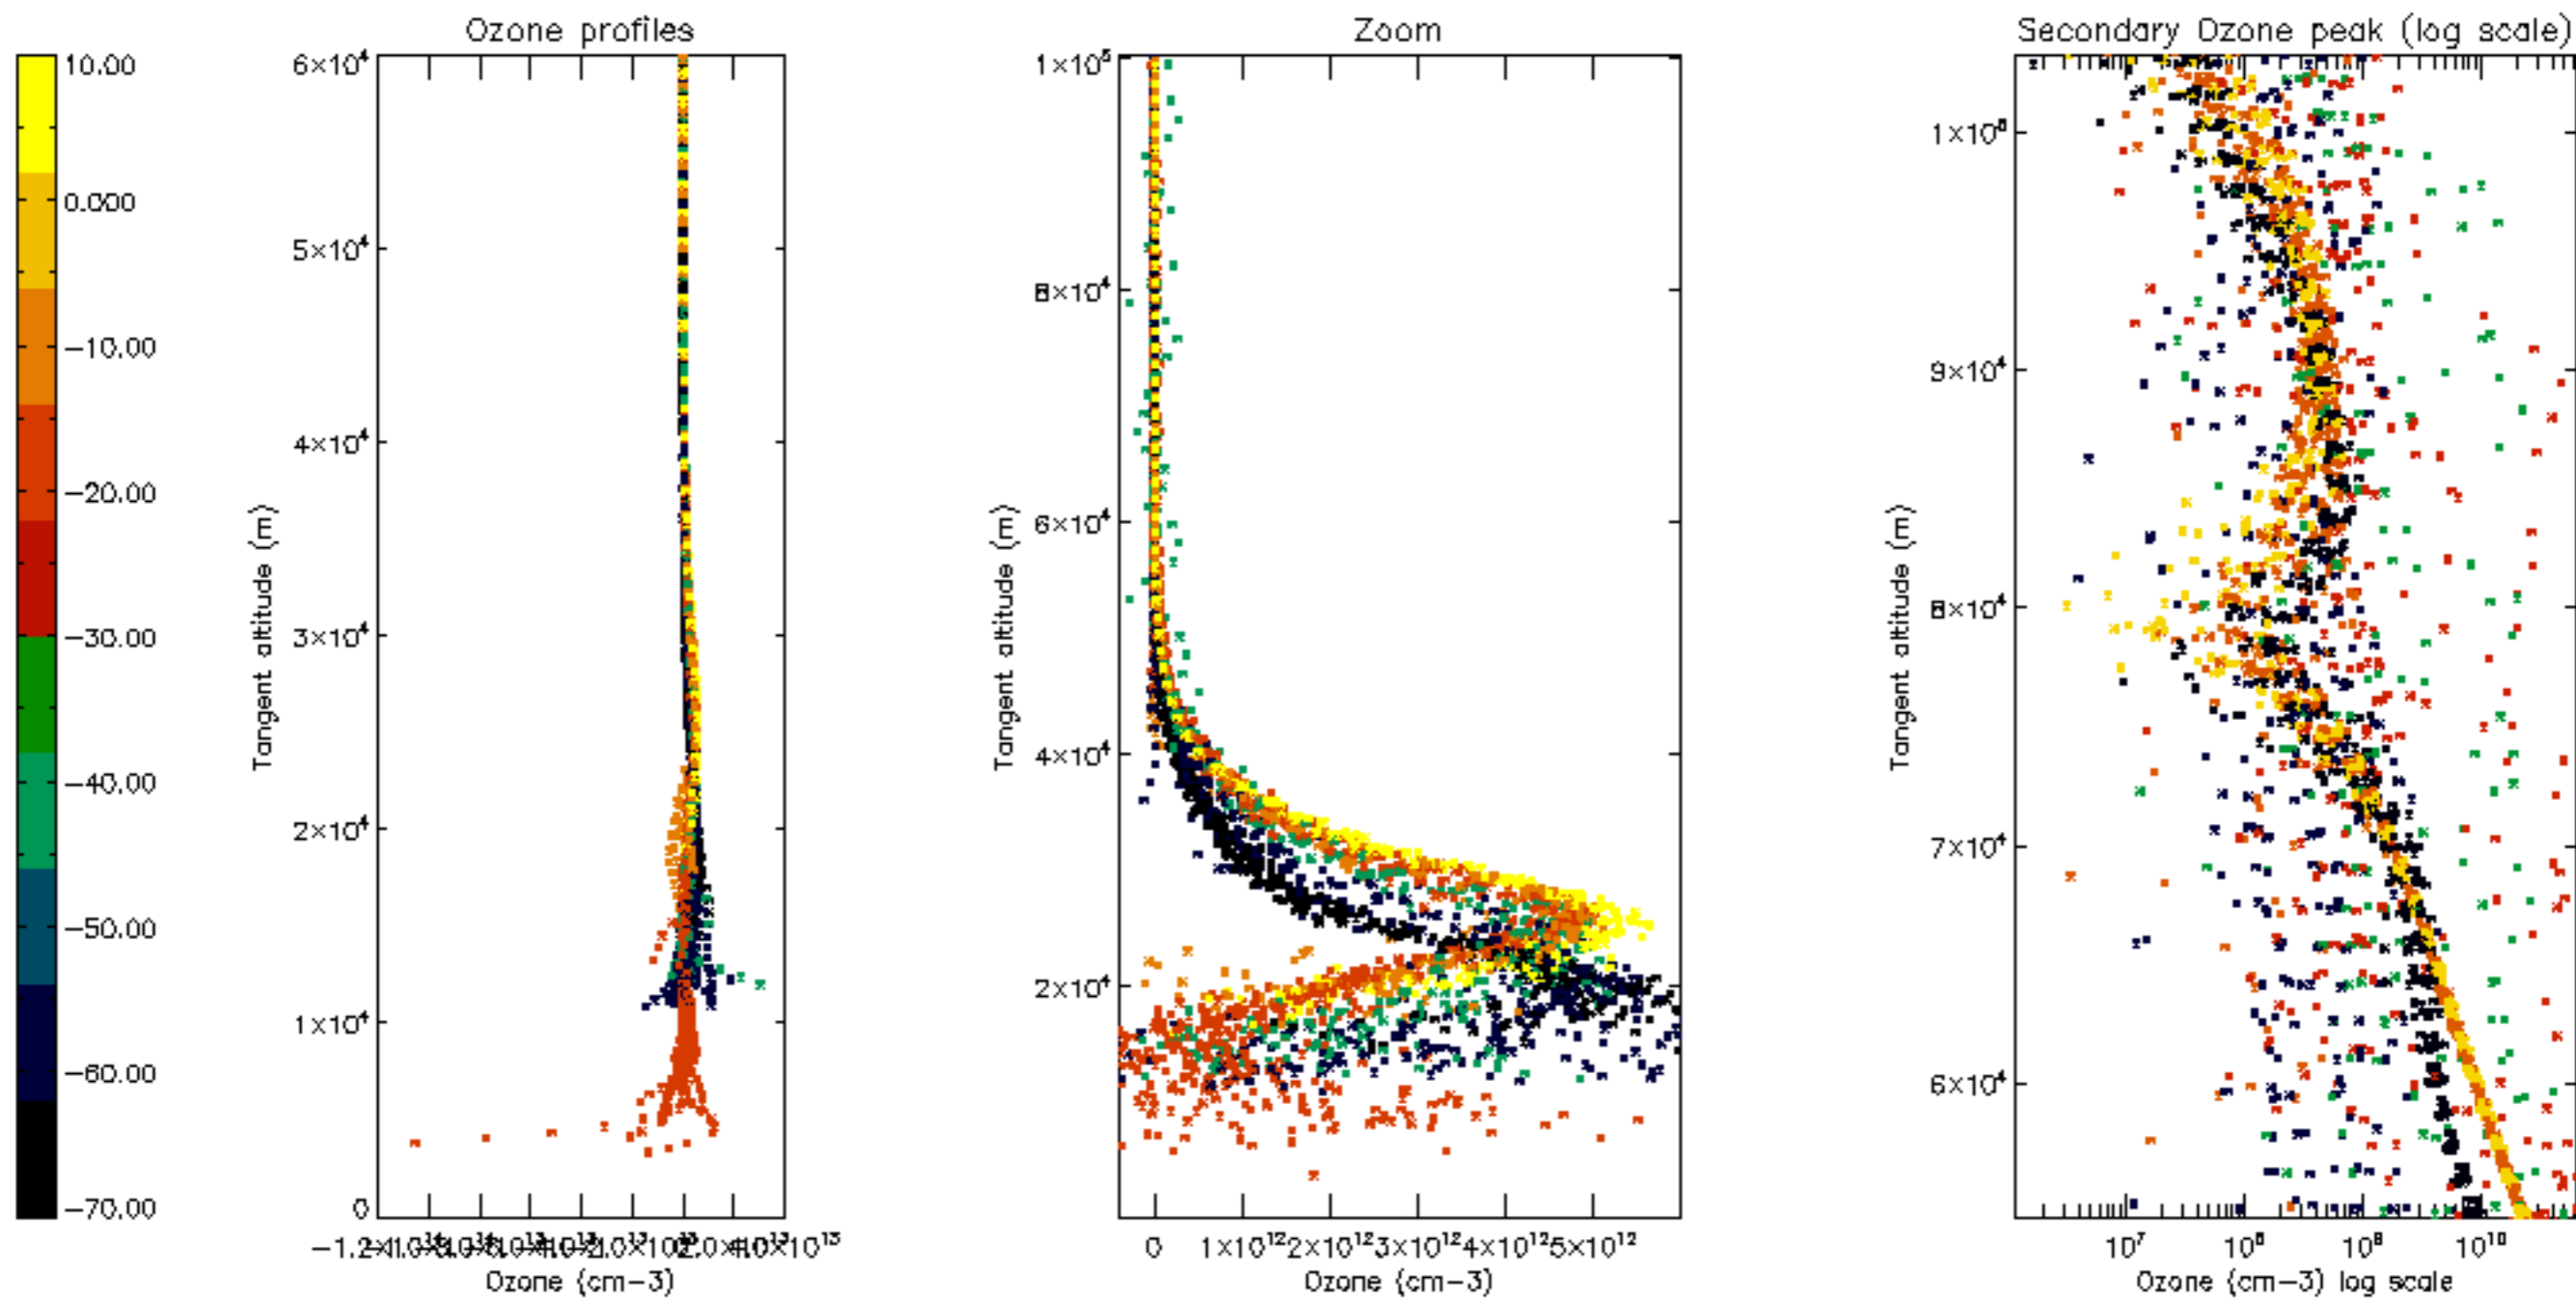 Ozone profiles
Zoom
Secondary Ozone peak (log scale)
10.00
0.000
−10.00
−20.00
−30.00
−40.00
−50.00
−60.00
−70.00
6×10⁴
5×10⁴
4×10⁴
3×10⁴
2×10⁴
1×10⁴
0
Tangent altitude (m)
Ozone (cm−3)
1×10⁵
8×10⁴
6×10⁴
4×10⁴
2×10⁴
Tangent altitude (m)
0 1×10¹² 2×10¹² 3×10¹² 4×10¹² 5×10¹²
Ozone (cm−3)
9×10⁴
8×10⁴
7×10⁴
6×10⁴
Tangent altitude (m)
10⁷ 10⁸ 10⁹ 10¹⁰
Ozone (cm−3) log scale